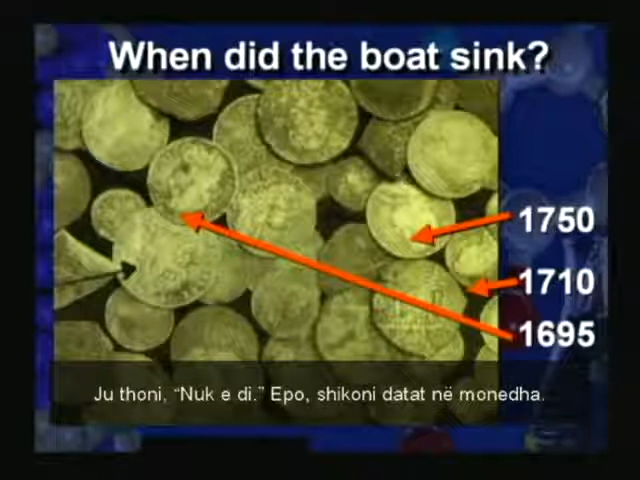 When did the boat sink?
1750
1710
1695
Ju thoni, “Nuk e di.” Epo, shikoni datat në monedha.